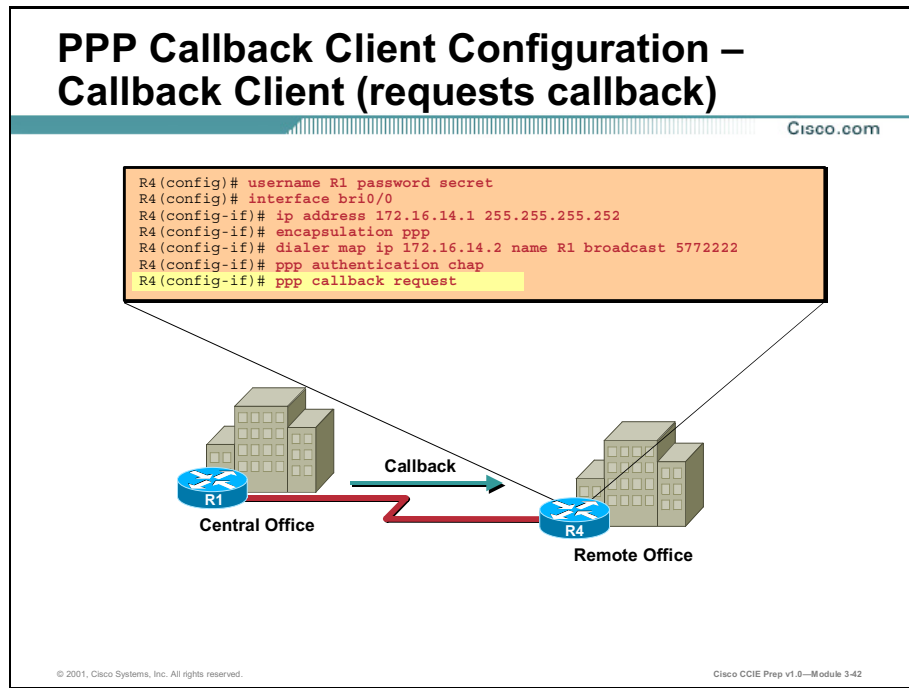 PPP Callback Client Configuration –
Callback Client (requests callback)
Cisco.com
R4(config)# username R1 password secret
R4(config)# interface bri0/0
R4(config-if)# ip address 172.16.14.1 255.255.255.252
R4(config-if)# encapsulation ppp
R4(config-if)# dialer map ip 172.16.14.2 name R1 broadcast 5772222
R4(config-if)# ppp authentication chap
R4(config-if)# ppp callback request
Callback
R1
Central Office
R4
Remote Office
© 2001, Cisco Systems, Inc. All rights reserved.
Cisco CCIE Prep v1.0—Module 3-42